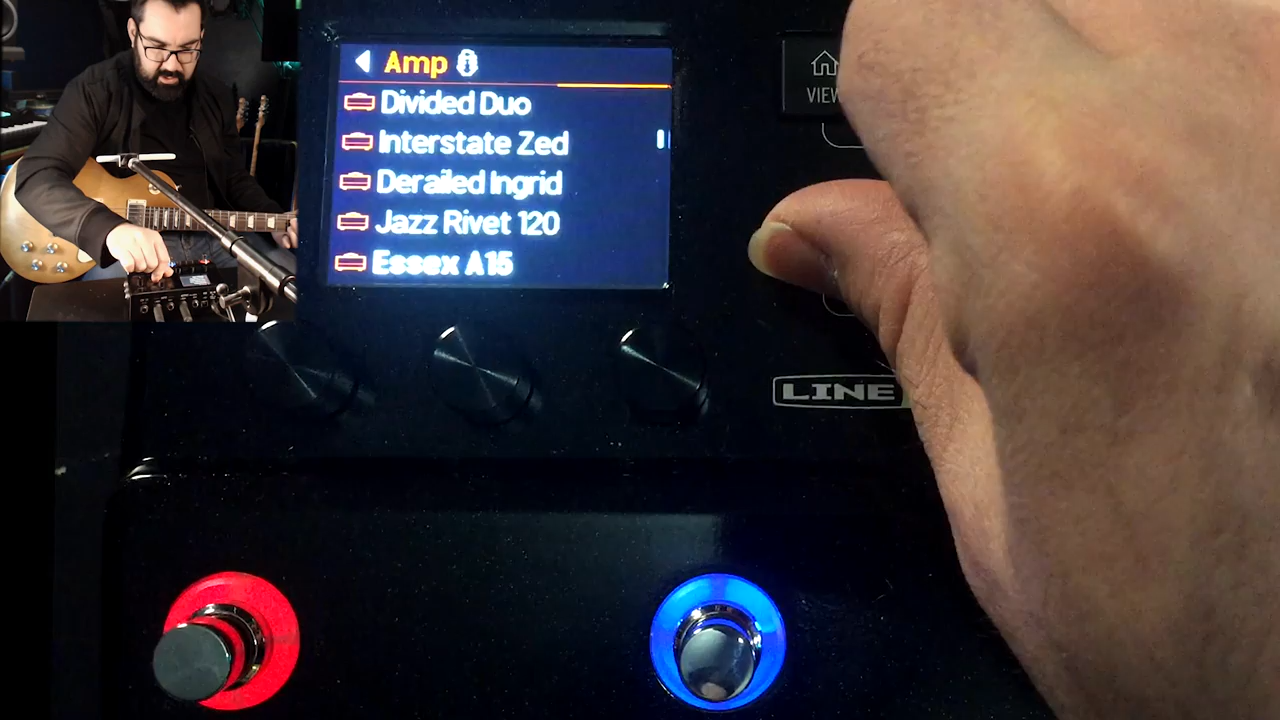 Amp
Divided Duo
Interstate Zed
Derailed Ingrid
Jazz Rivet 120
Essex A15
VIEW
LINE